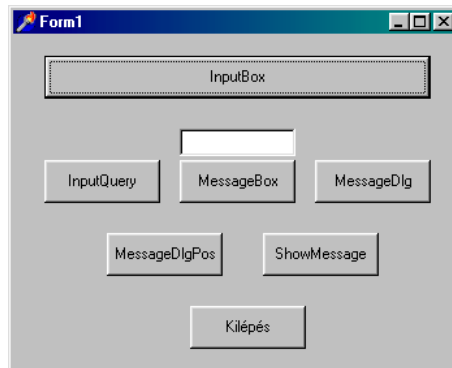 Form1
InputBox
InputQuery MessageBox MessageDlg
MessageDlgPos ShowMessage
Kilépés